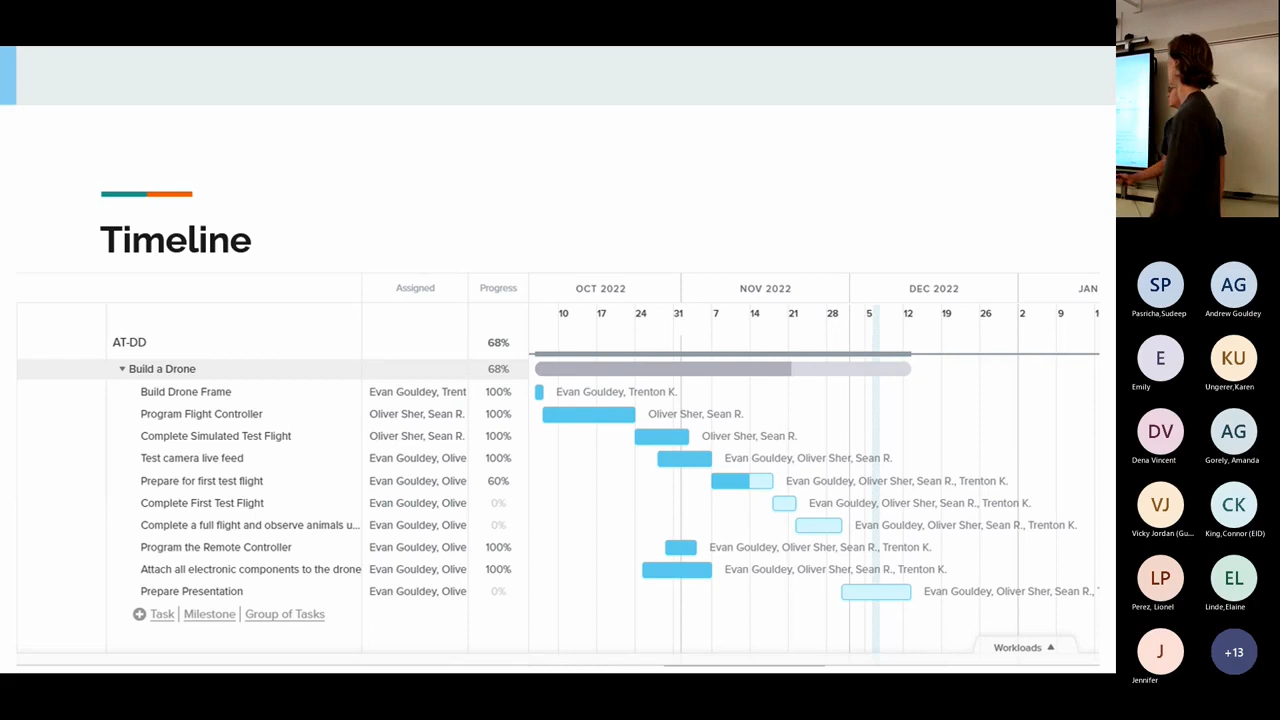 Timeline
Assigned Progress OCT 2022 NOV 2022 DEC 2022 JAN
10 17 24 31 7 14 21 28 5 12 19 26 2 9
AT-DD 68%
Build a Drone 68%
Build Drone Frame Evan Gouldey, Trent 100% Evan Gouldey, Trenton K.
Program Flight Controller Oliver Sher, Sean R. 100% Oliver Sher, Sean R.
Complete Simulated Test Flight Oliver Sher, Sean R. 100% Oliver Sher, Sean R.
Test camera live feed Evan Gouldey, Olive 100% Evan Gouldey, Oliver Sher, Sean R.
Prepare for first test flight Evan Gouldey, Olive 60% Evan Gouldey, Oliver Sher, Sean R., Trenton K.
Complete First Test Flight Evan Gouldey, Olive 0% Evan Gouldey, Oliver Sher, Sean R., Trenton K.
Complete a full flight and observe animals u... Evan Gouldey, Olive 0% Evan Gouldey, Oliver Sher, Sean R., Trenton K.
Program the Remote Controller Evan Gouldey, Olive 100% Evan Gouldey, Oliver Sher, Sean R., Trenton K.
Attach all electronic components to the drone Evan Gouldey, Olive 100% Evan Gouldey, Oliver Sher, Sean R., Trenton K.
Prepare Presentation Evan Gouldey, Olive 0% Evan Gouldey, Oliver Sher, Sean R.,
Task | Milestone | Group of Tasks
Workloads
SP AG
Pasricha,Sudeep Andrew Gouldey
E KU
Emily Ungerer,Karen
DV AG
Dena Vincent Gorely, Amanda
VJ CK
Vicky Jordan (Gu... King,Connor (EID)
LP EL
Perez, Lionel Linde,Elaine
J +13
Jennifer